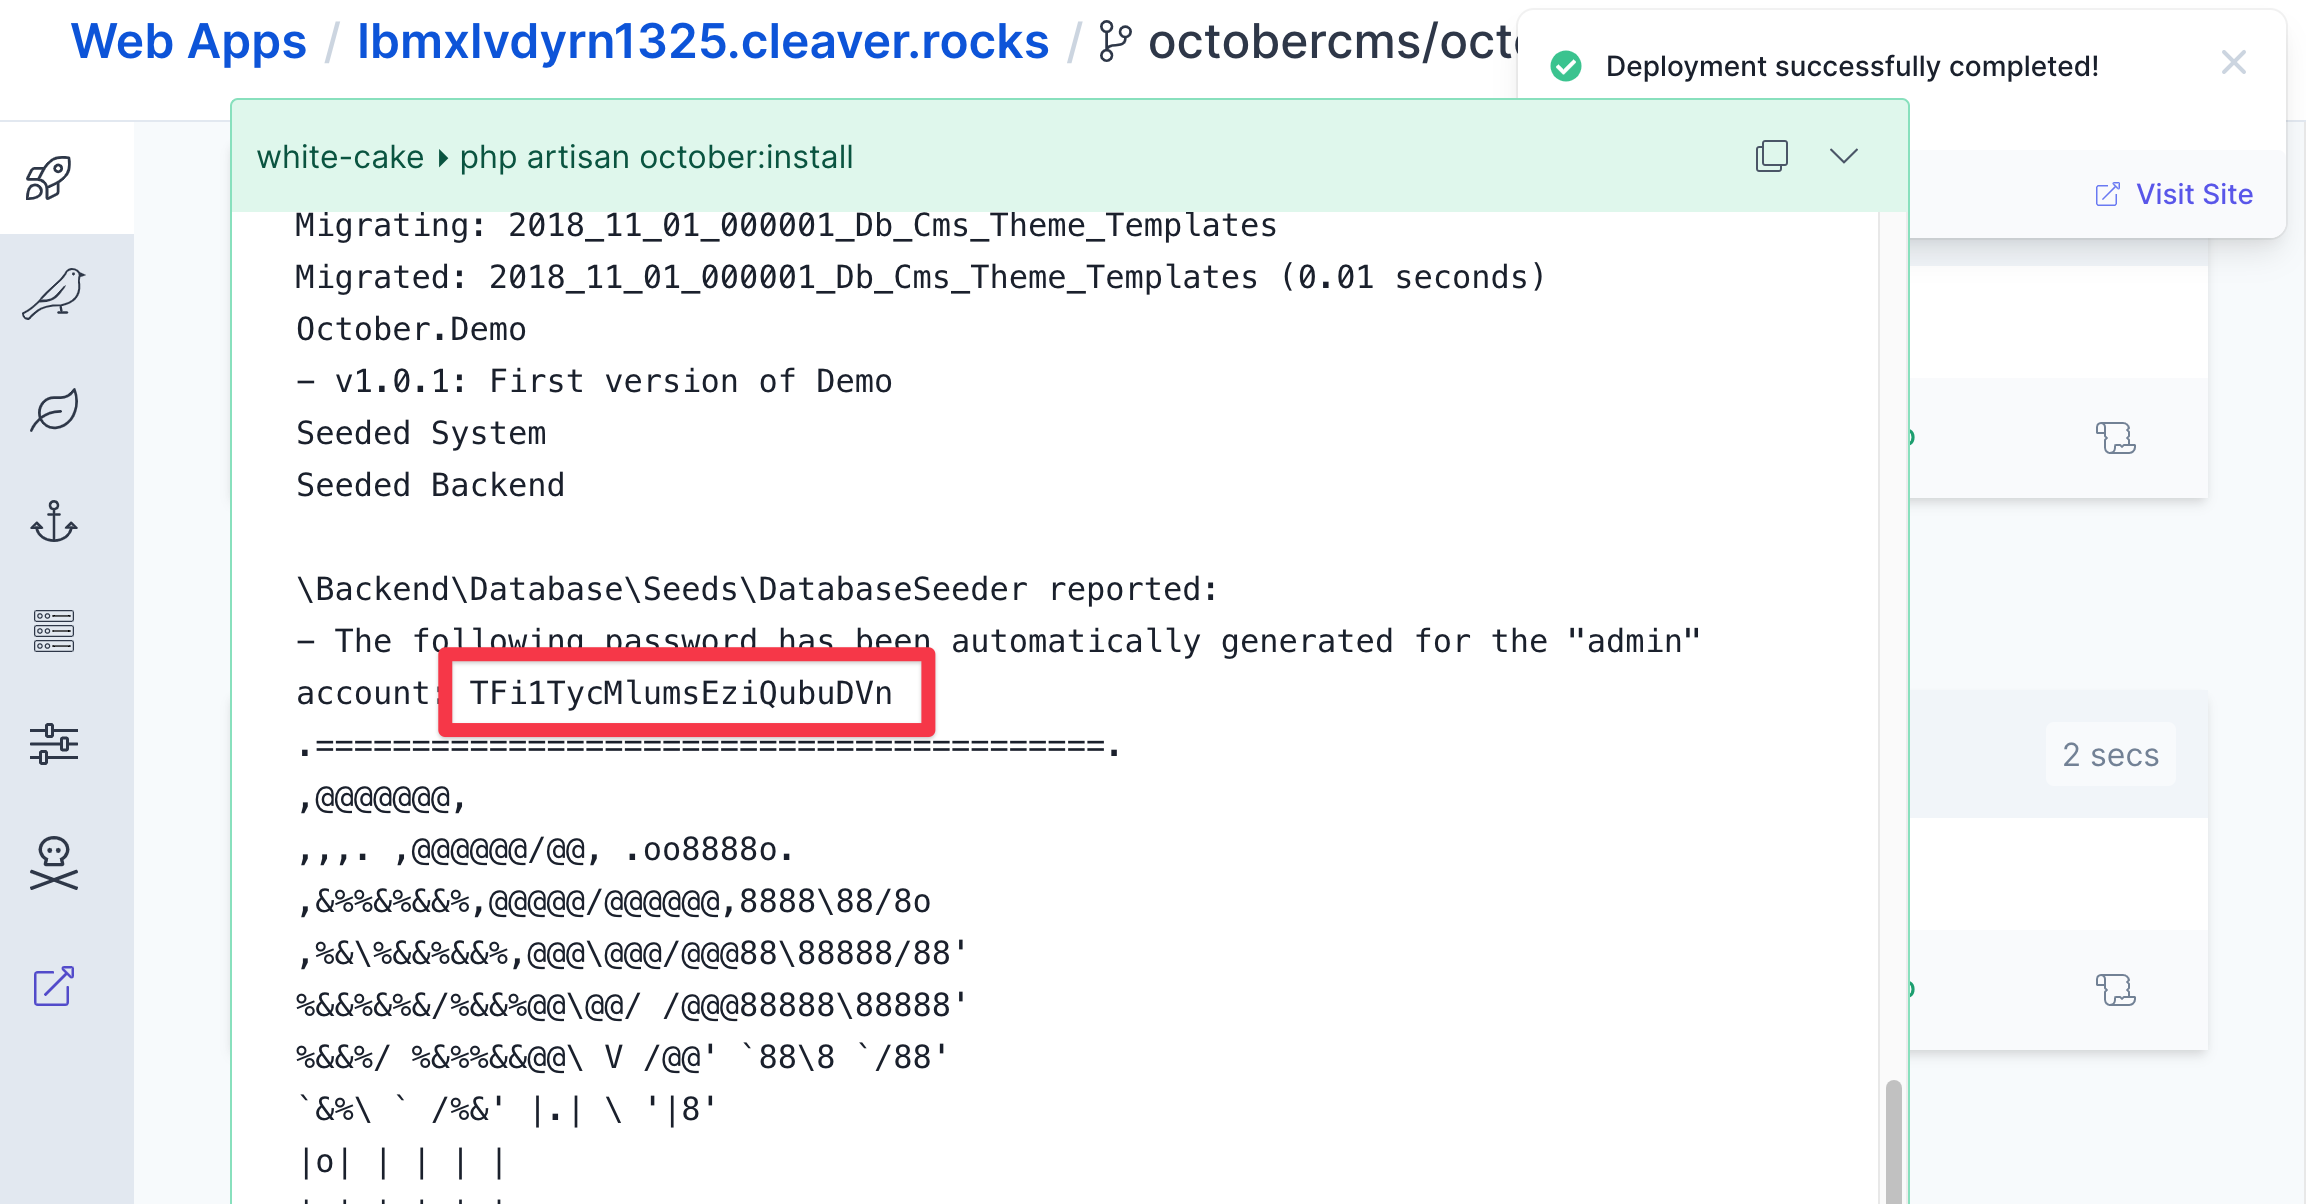 Web Apps / lbmxlvdyrn1325.cleaver.rocks / octobercms/octo
Deployment successfully completed!
Visit Site
white-cake ▸ php artisan october:install
Migrating: 2018_11_01_000001_Db_Cms_Theme_Templates
Migrated: 2018_11_01_000001_Db_Cms_Theme_Templates (0.01 seconds)
October.Demo
- v1.0.1: First version of Demo
Seeded System
Seeded Backend
\Backend\Database\Seeds\DatabaseSeeder reported:
- The following password has been automatically generated for the "admin"
account: TFi1TycMlumsEziQubuDVn
.=========================================.
,@@@@@@@,
,,,. ,@@@@@@/@@, .oo8888o.
,&%%&%&&%,@@@@@/@@@@@@,8888\88/8o
,%&\%&&%&&%,@@@\@@@/@@@88\88888/88'
%&&%&%&/%&&%@@\@@/ /@@@88888\88888'
%&&%/ %&%%&&@@\ V /@@' `88\8 `/88'
`&%\ ` /%&' |.| \ '|8'
|o| | | | |
2 secs